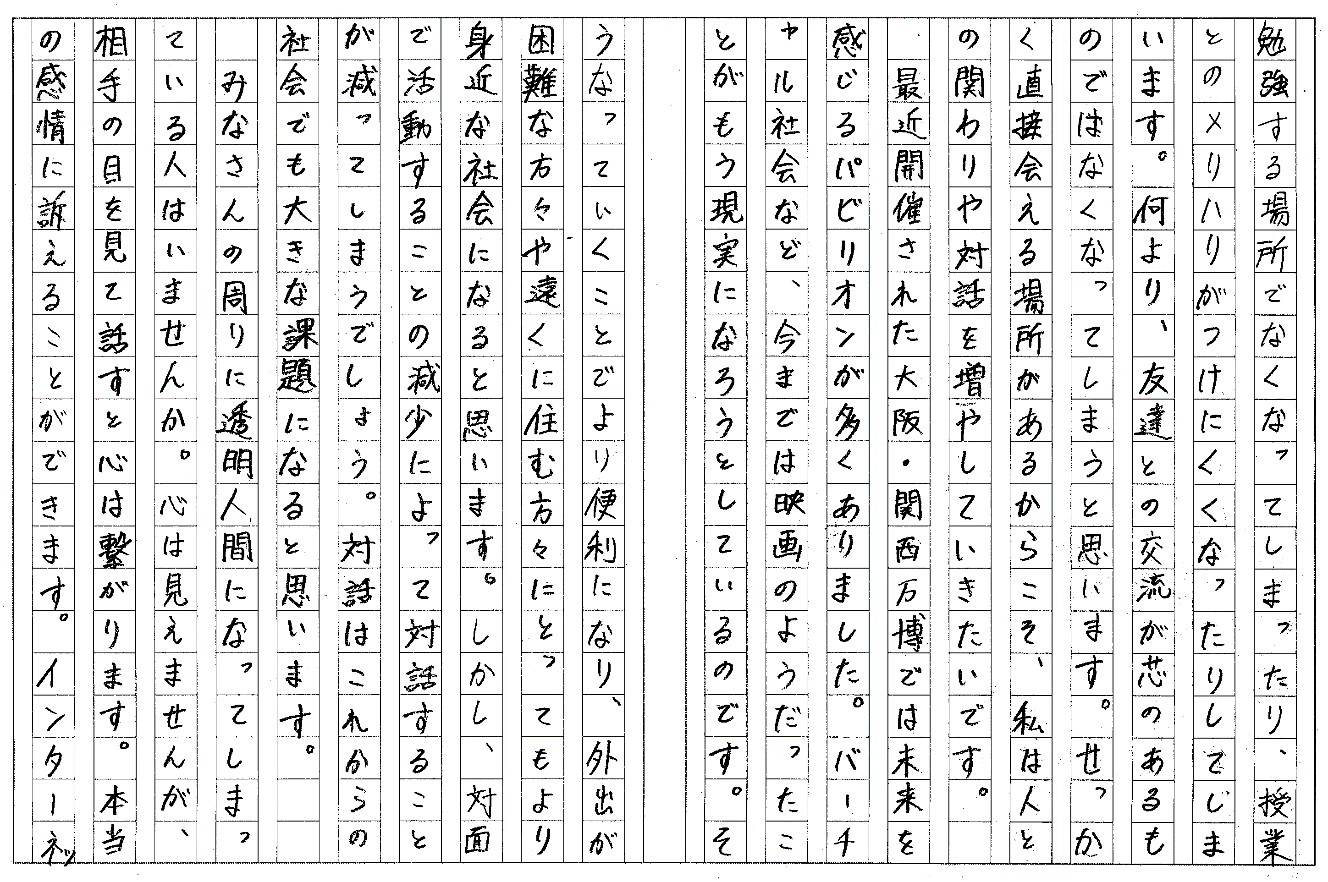 勉強する場所でなくなってしまったり、授業
とのメリハリがつけにくくなったりしてじま
います。何より、友達との交流が芯のあるも
のではなくなってしまうと思います。せっか
く直接会える場所があるからこそ、私は人と
の関わりや対話を増やしていきたいです。
　最近開催された大阪・関西万博では未来を
感じるパビリオンが多くありました。バーチ
ャル社会など、今までは映画のようだったこ
とがもう現実になろうとしているのです。そ
うなっていくことでより便利になり、外出が
困難な方々や遠くに住む方々にとってもより
身近な社会になると思います。しかし、対面
で活動することの減少によって対話すること
が減ってしまうでしょう。対話はこれからの
社会でも大きな課題になると思います。
　みなさんの周りに透明人間になってしまっ
ている人はいませんか。心は見えませんが、
相手の目を見て話すと心は繋がります。本当
の感情に訴えることができます。インターネッ